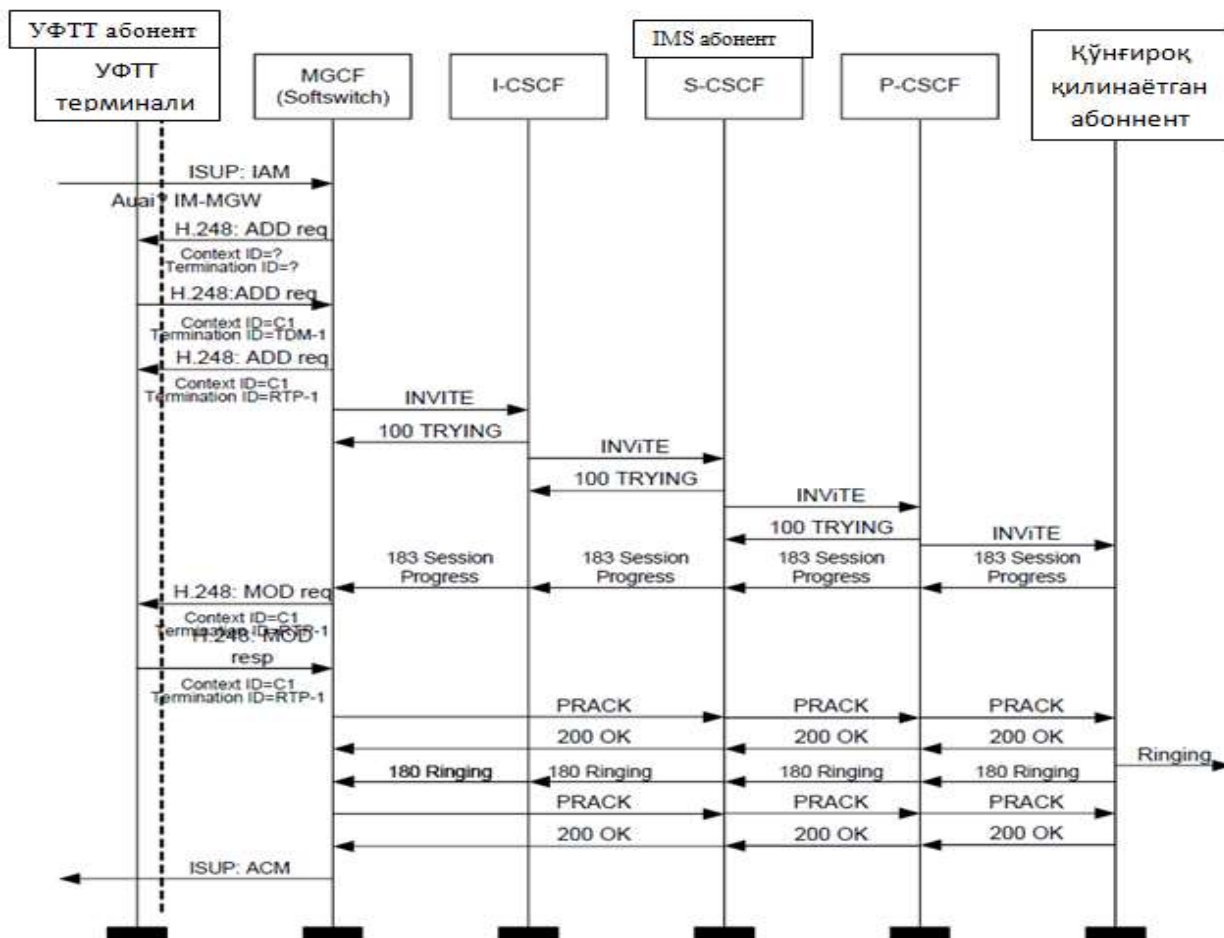 УФТТ абонент
IMS абонент
УФТТ
терминали
MGCF
(Softswitch)
I-CSCF
S-CSCF
P-CSCF
Қўнғироқ
қилинаётган
абоннент
ISUP: IAM
Auai? IM-MGW
H.248: ADD req
Context ID=?
Termination ID=?
H.248:ADD req
Context ID=C1
Termination ID=TDM-1
H.248: ADD req
Context ID=C1
Termination ID=RTP-1
INVITE
100 TRYING
INViTE
100 TRYING
INViTE
100 TRYING
INViTE
183 Session
Progress
183 Session
Progress
183 Session
Progress
183 Session
Progress
H.248: MOD req
Context ID=C1
Termination ID=RTP-1
H.248: MOD
resp
Context ID=C1
Termination ID=RTP-1
PRACK PRACK PRACK
200 OK 200 OK 200 OK
Ringing
180 Ringing 180 Ringing 180 Ringing 180 Ringing
PRACK PRACK PRACK
200 OK 200 OK 200 OK
ISUP: ACM